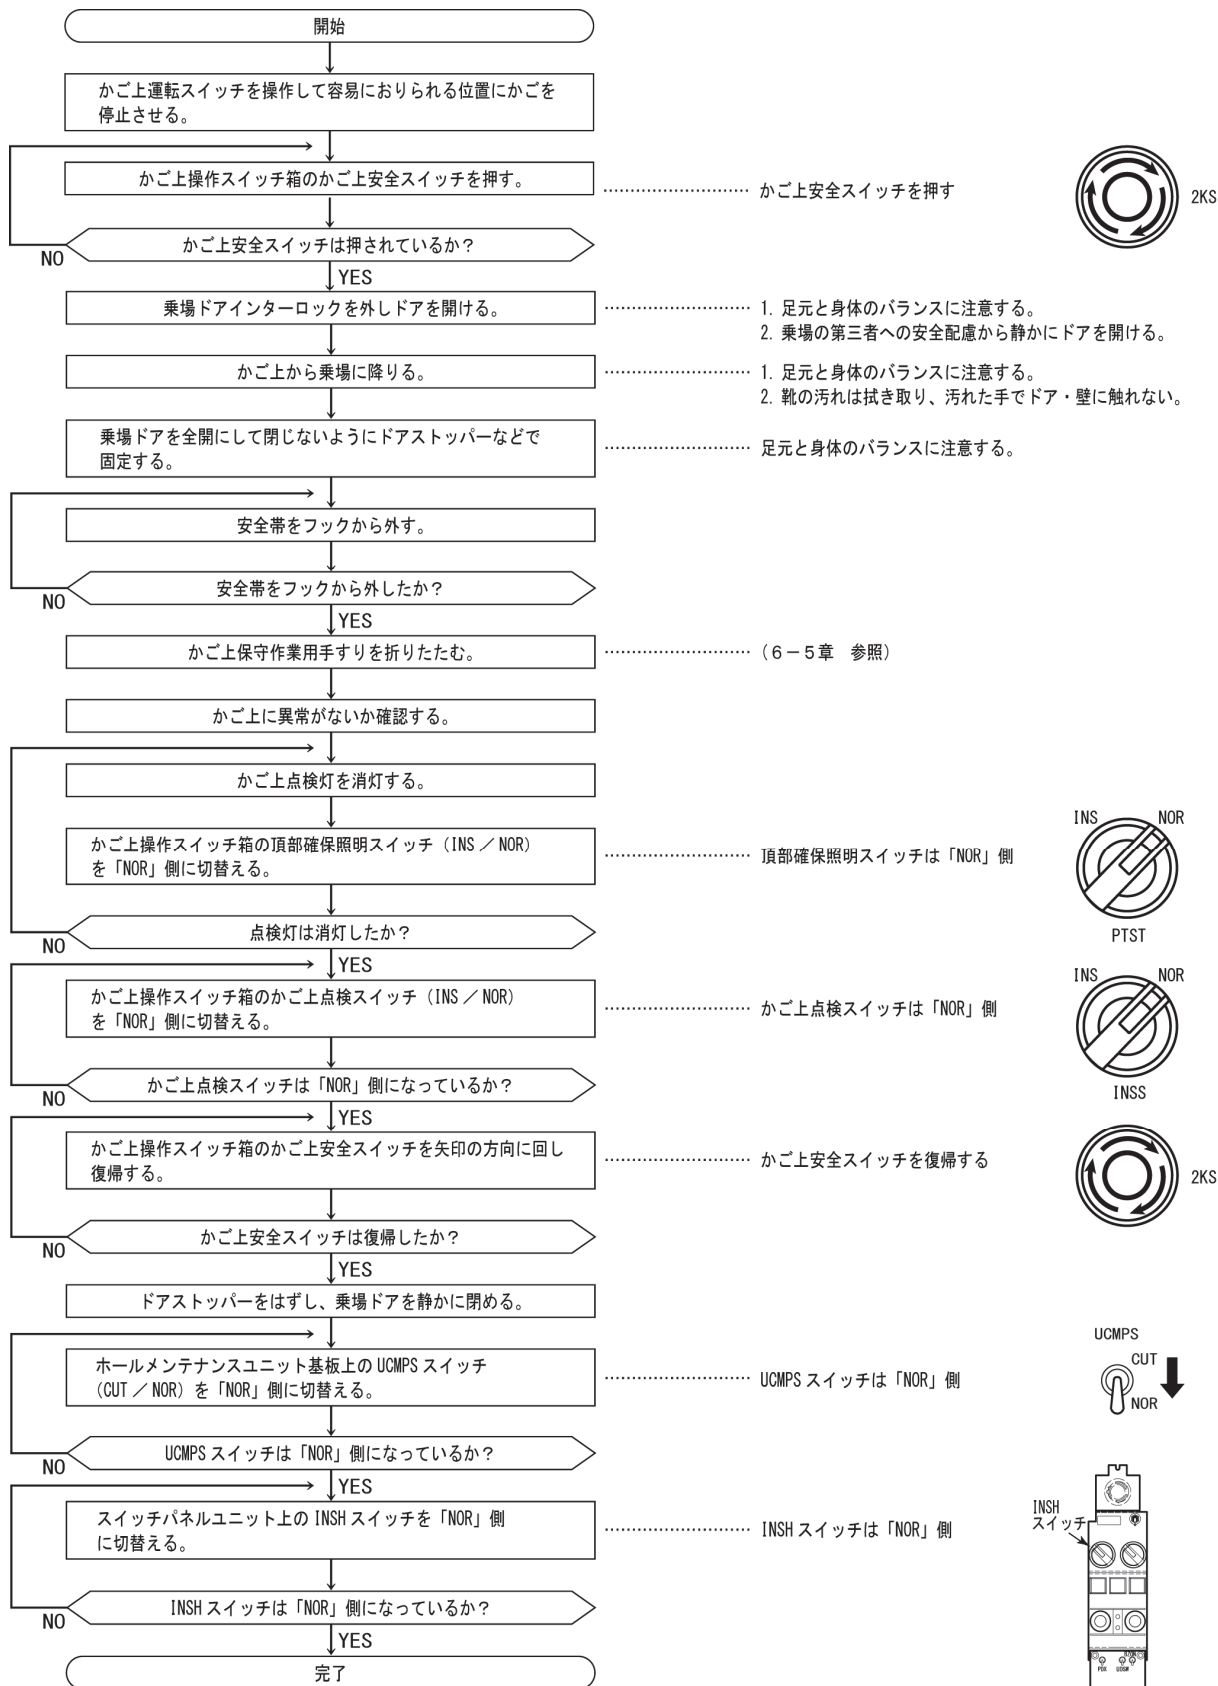 開始
かご上運転スイッチを操作して容易におりられる位置にかごを
停止させる。
かご上操作スイッチ箱のかご上安全スイッチを押す。
かご上安全スイッチを押す
2KS
かご上安全スイッチは押されているか？
NO
YES
乗場ドアインターロックを外しドアを開ける。
1. 足元と身体のバランスに注意する。
2. 乗場の第三者への安全配慮から静かにドアを開ける。
かご上から乗場に降りる。
1. 足元と身体のバランスに注意する。
2. 靴の汚れは拭き取り、汚れた手でドア・壁に触れない。
乗場ドアを全開にして閉じないようにドアストッパーなどで
固定する。
足元と身体のバランスに注意する。
安全帯をフックから外す。
安全帯をフックから外したか？
NO
YES
かご上保守作業用手すりを折りたたむ。
（６－５章　参照）
かご上に異常がないか確認する。
かご上点検灯を消灯する。
かご上操作スイッチ箱の頂部確保照明スイッチ（INS／NOR）
を「NOR」側に切替える。
頂部確保照明スイッチは「NOR」側
INS
NOR
PTST
点検灯は消灯したか？
NO
YES
かご上操作スイッチ箱のかご上点検スイッチ（INS／NOR）
を「NOR」側に切替える。
かご上点検スイッチは「NOR」側
INS
NOR
INSS
かご上点検スイッチは「NOR」側になっているか？
NO
YES
かご上操作スイッチ箱のかご上安全スイッチを矢印の方向に回し
復帰する。
かご上安全スイッチを復帰する
2KS
かご上安全スイッチは復帰したか？
NO
YES
ドアストッパーをはずし、乗場ドアを静かに閉める。
ホールメンテナンスユニット基板上のUCMPSスイッチ
（CUT／NOR）を「NOR」側に切替える。
UCMPSスイッチは「NOR」側
UCMPS
CUT
NOR
UCMPSスイッチは「NOR」側になっているか？
NO
YES
スイッチパネルユニット上のINSHスイッチを「NOR」側
に切替える。
INSHスイッチは「NOR」側
INSH
スイッチ
INSHスイッチは「NOR」側になっているか？
NO
YES
PDX
UDSW
完了